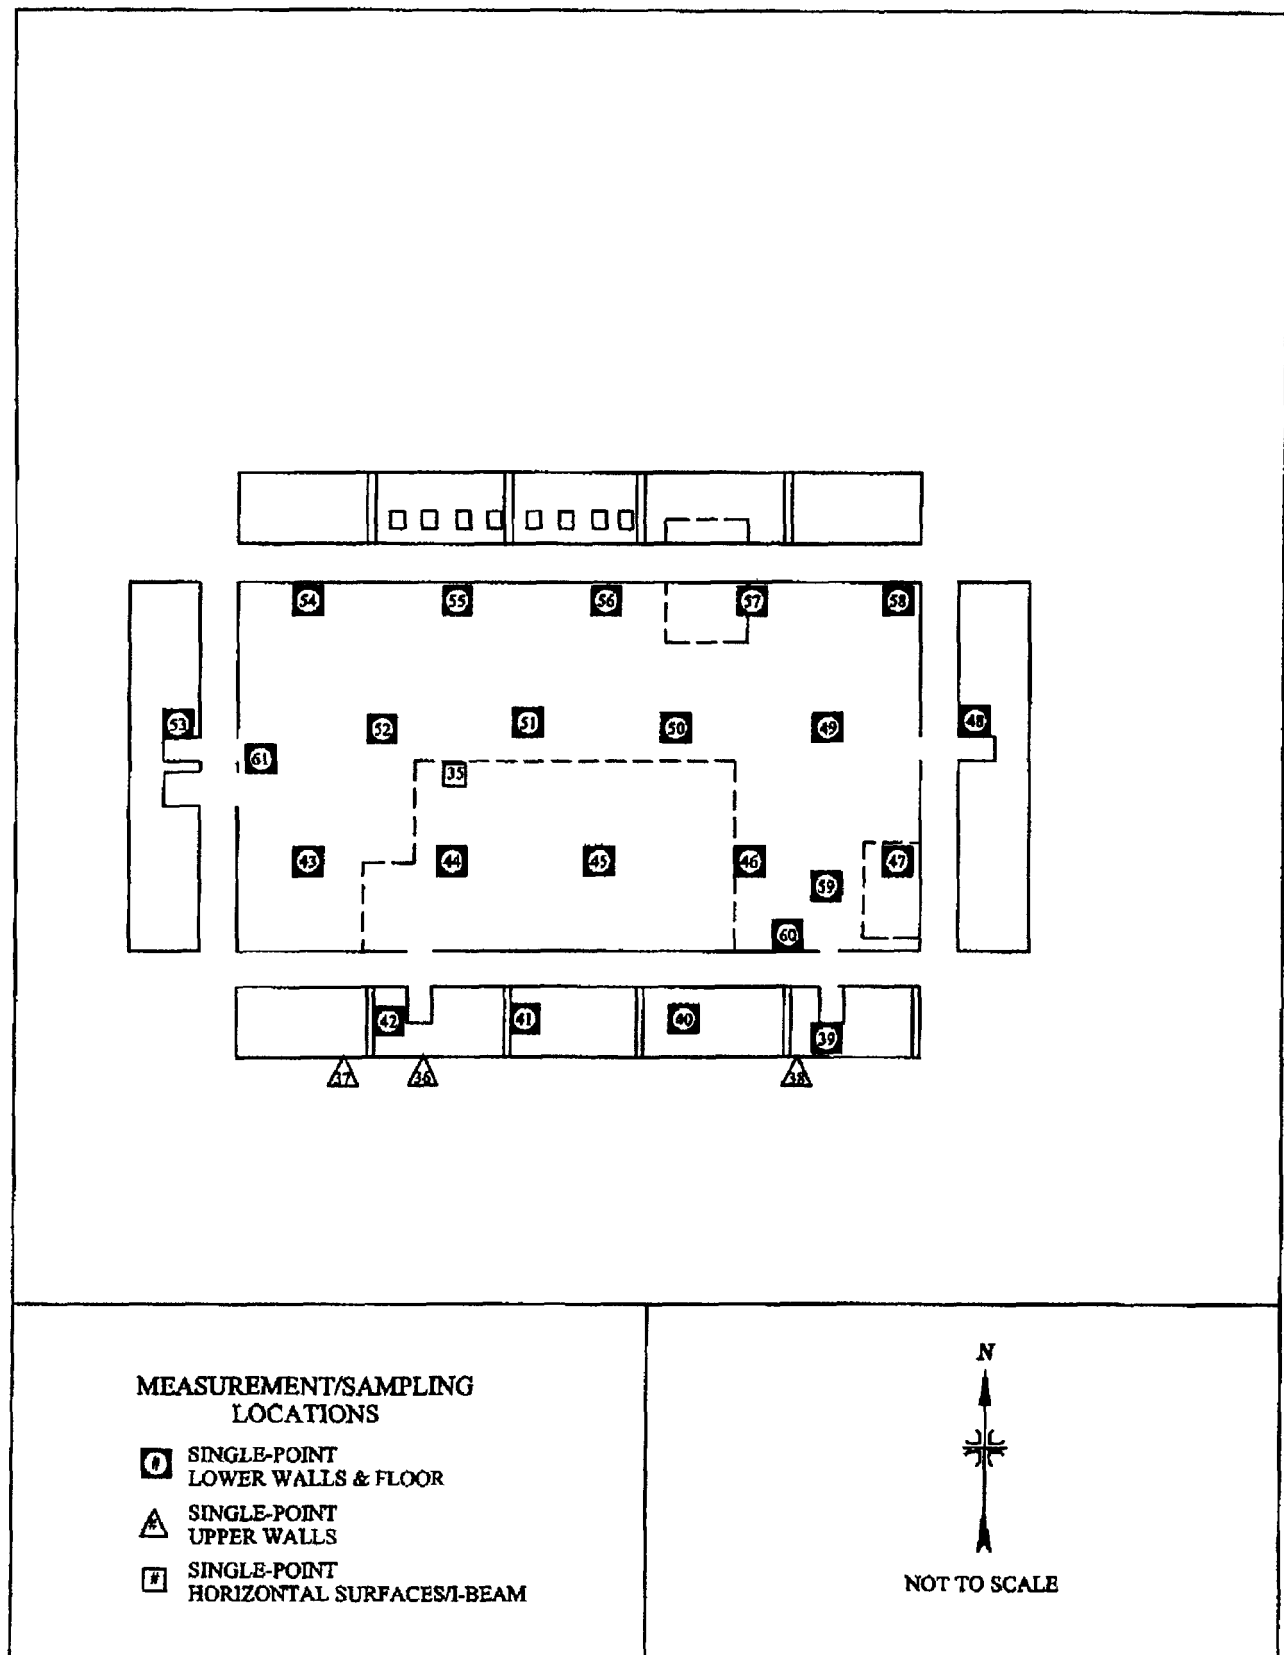 54 55 56 57 58
53 52 51 50 49 48
61
35
43 44 45 46 47
59
60
42 41 40
39
37 36 38
MEASUREMENT/SAMPLING
LOCATIONS
# SINGLE-POINT
LOWER WALLS & FLOOR
# SINGLE-POINT
UPPER WALLS
# SINGLE-POINT
HORIZONTAL SURFACES/I-BEAM
N
NOT TO SCALE